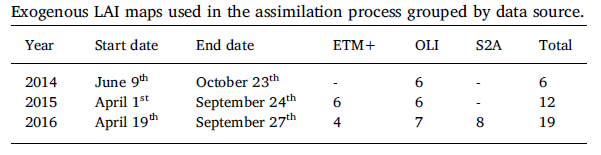 Exogenous LAI maps used in the assimilation process grouped by data source.
Year Start date End date ETM+ OLI S2A Total
2014 June 9th October 23th - 6 - 6
2015 April 1st September 24th 6 6 - 12
2016 April 19th September 27th 4 7 8 19